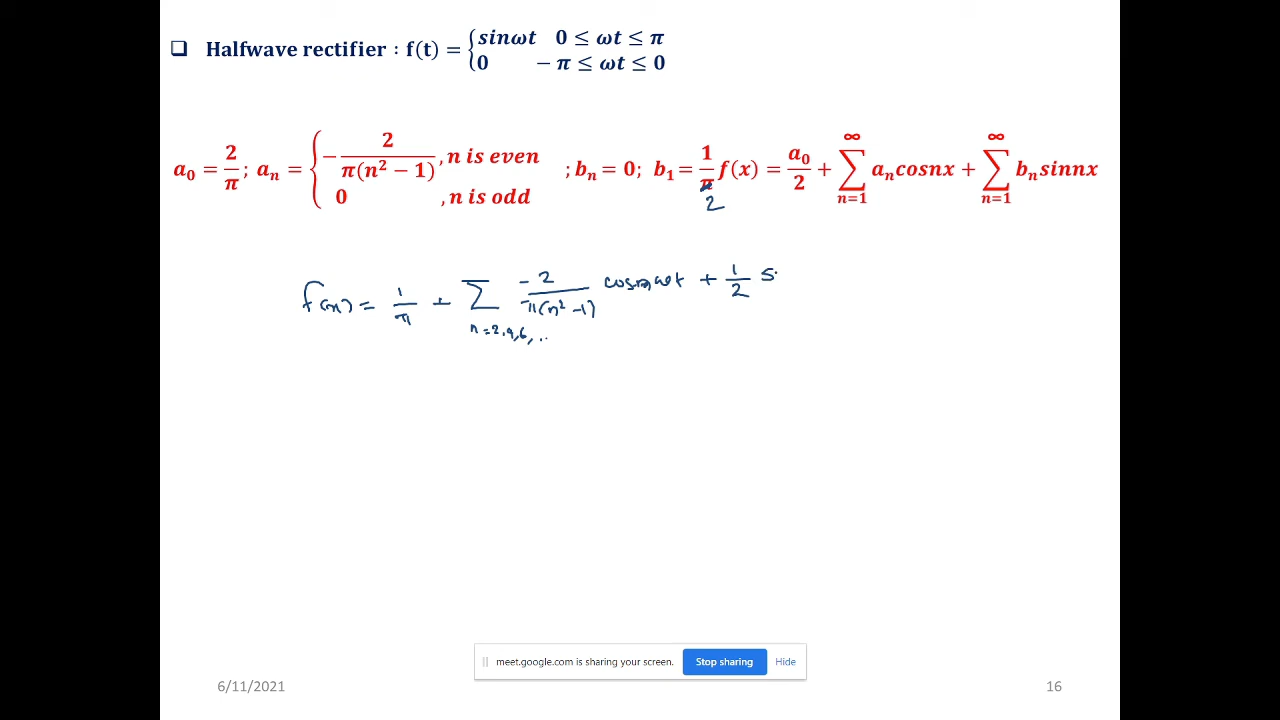 ❑ Halfwave rectifier : f(t) = {sinωt 0 ≤ ωt ≤ π
0 − π ≤ ωt ≤ 0
a₀ = 2/π; aₙ = {−2/π(n² − 1), n is even ; bₙ = 0; b₁ = 1/π f(x) = a₀/2 + ∑_{n=1}^{∞} aₙcosnx + ∑_{n=1}^{∞} bₙsinnx
0 , n is odd
2
f(x) = 1/π + ∑_{n=2,4,6,..} −2/π(n²−1) cosnωt + 1/2 s
meet.google.com is sharing your screen. Stop sharing Hide
6/11/2021 16